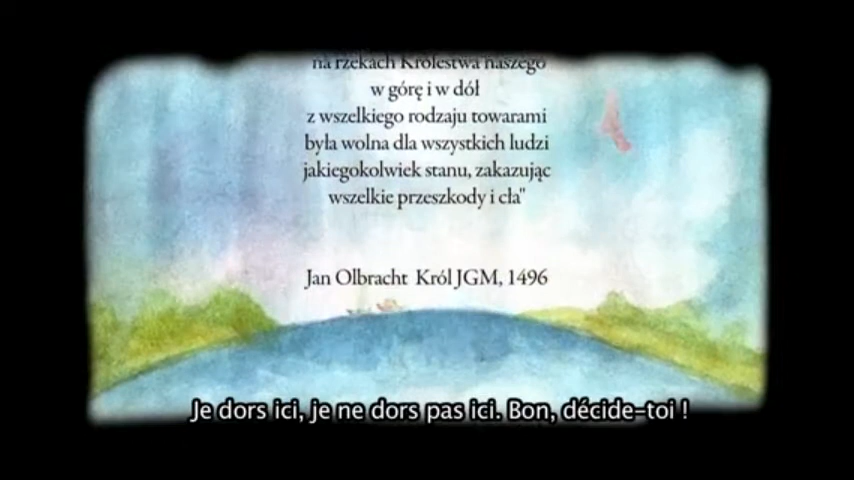 na rzekach Królestwa naszego
w górę i w dół
z wszelkiego rodzaju towarami
była wolna dla wszystkich ludzi
jakiegokolwiek stanu, zakazując
wszelkie przeszkody i cła"
Jan Olbracht Król JGM, 1496
Je dors ici, je ne dors pas ici. Bon, décide-toi !